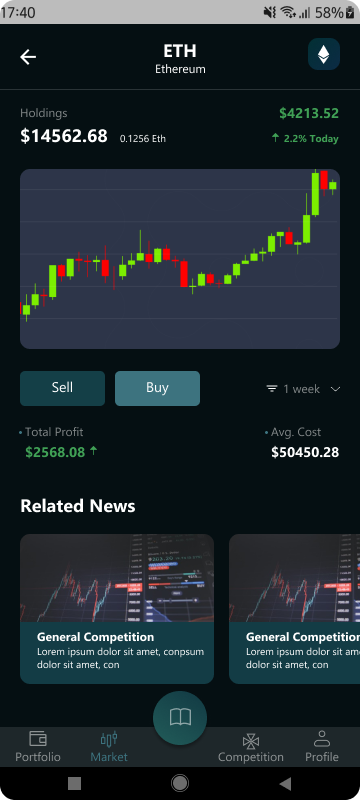 17:40
58%
ETH
Ethereum
Holdings
$4213.52
$14562.68
0.1256 Eth
2.2% Today
Sell
Buy
1 week
• Total Profit
• Avg. Cost
$2568.08
$50450.28
Related News
General Competition
Lorem ipsum dolor sit amet, conpsum
dolor sit amet, con
General Competition
Lorem ipsum dolor sit
dolor sit amet, con
Portfolio
Market
Competition
Profile